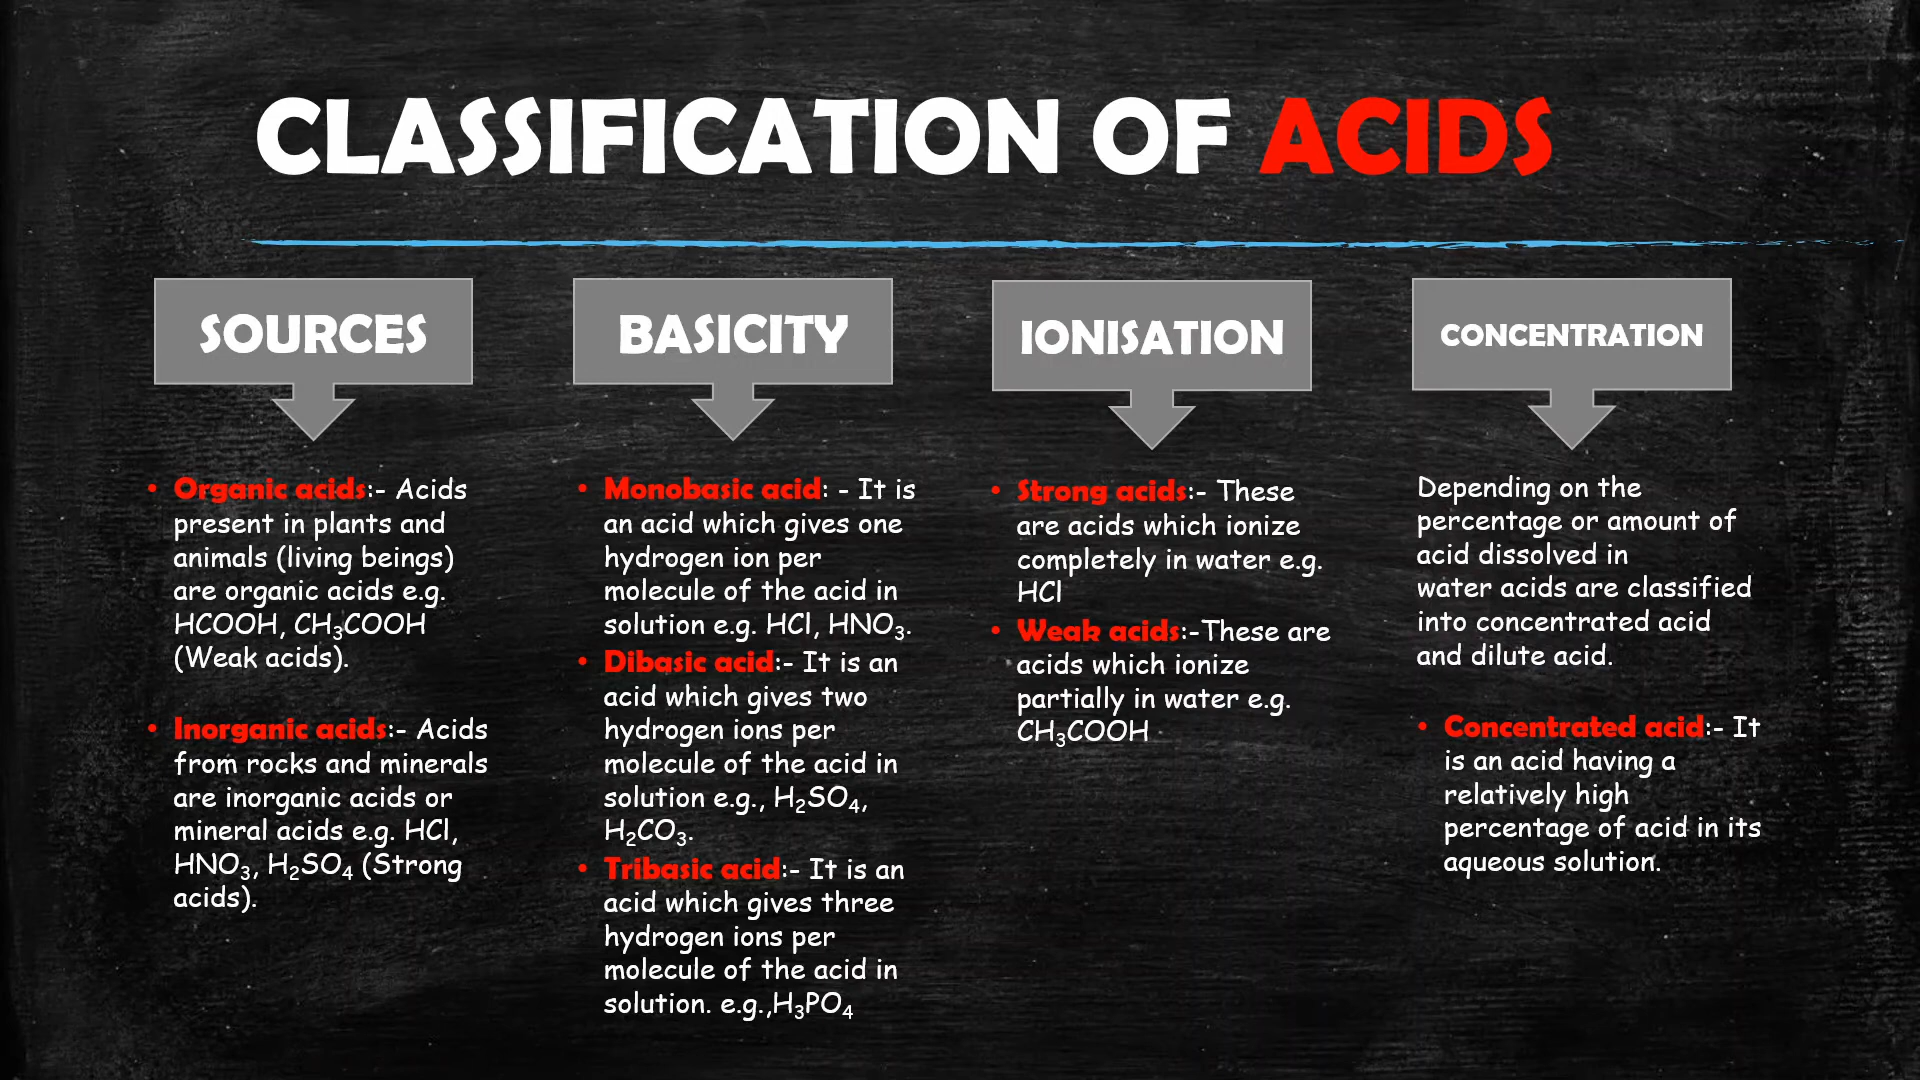 CLASSIFICATION OF ACIDS
SOURCES
Organic acids:- Acids
present in plants and
animals (living beings)
are organic acids e.g.
HCOOH, CH₃COOH
(Weak acids).
Inorganic acids:- Acids
from rocks and minerals
are inorganic acids or
mineral acids e.g. HCl,
HNO₃, H₂SO₄ (Strong
acids).
BASICITY
Monobasic acid: - It is
an acid which gives one
hydrogen ion per
molecule of the acid in
solution e.g. HCl, HNO₃.
Dibasic acid:- It is an
acid which gives two
hydrogen ions per
molecule of the acid in
solution e.g., H₂SO₄,
H₂CO₃.
Tribasic acid:- It is an
acid which gives three
hydrogen ions per
molecule of the acid in
solution. e.g.,H₃PO₄
IONISATION
Strong acids:- These
are acids which ionize
completely in water e.g.
HCl
Weak acids:-These are
acids which ionize
partially in water e.g.
CH₃COOH
CONCENTRATION
Depending on the
percentage or amount of
acid dissolved in
water acids are classified
into concentrated acid
and dilute acid.
Concentrated acid:- It
is an acid having a
relatively high
percentage of acid in its
aqueous solution.